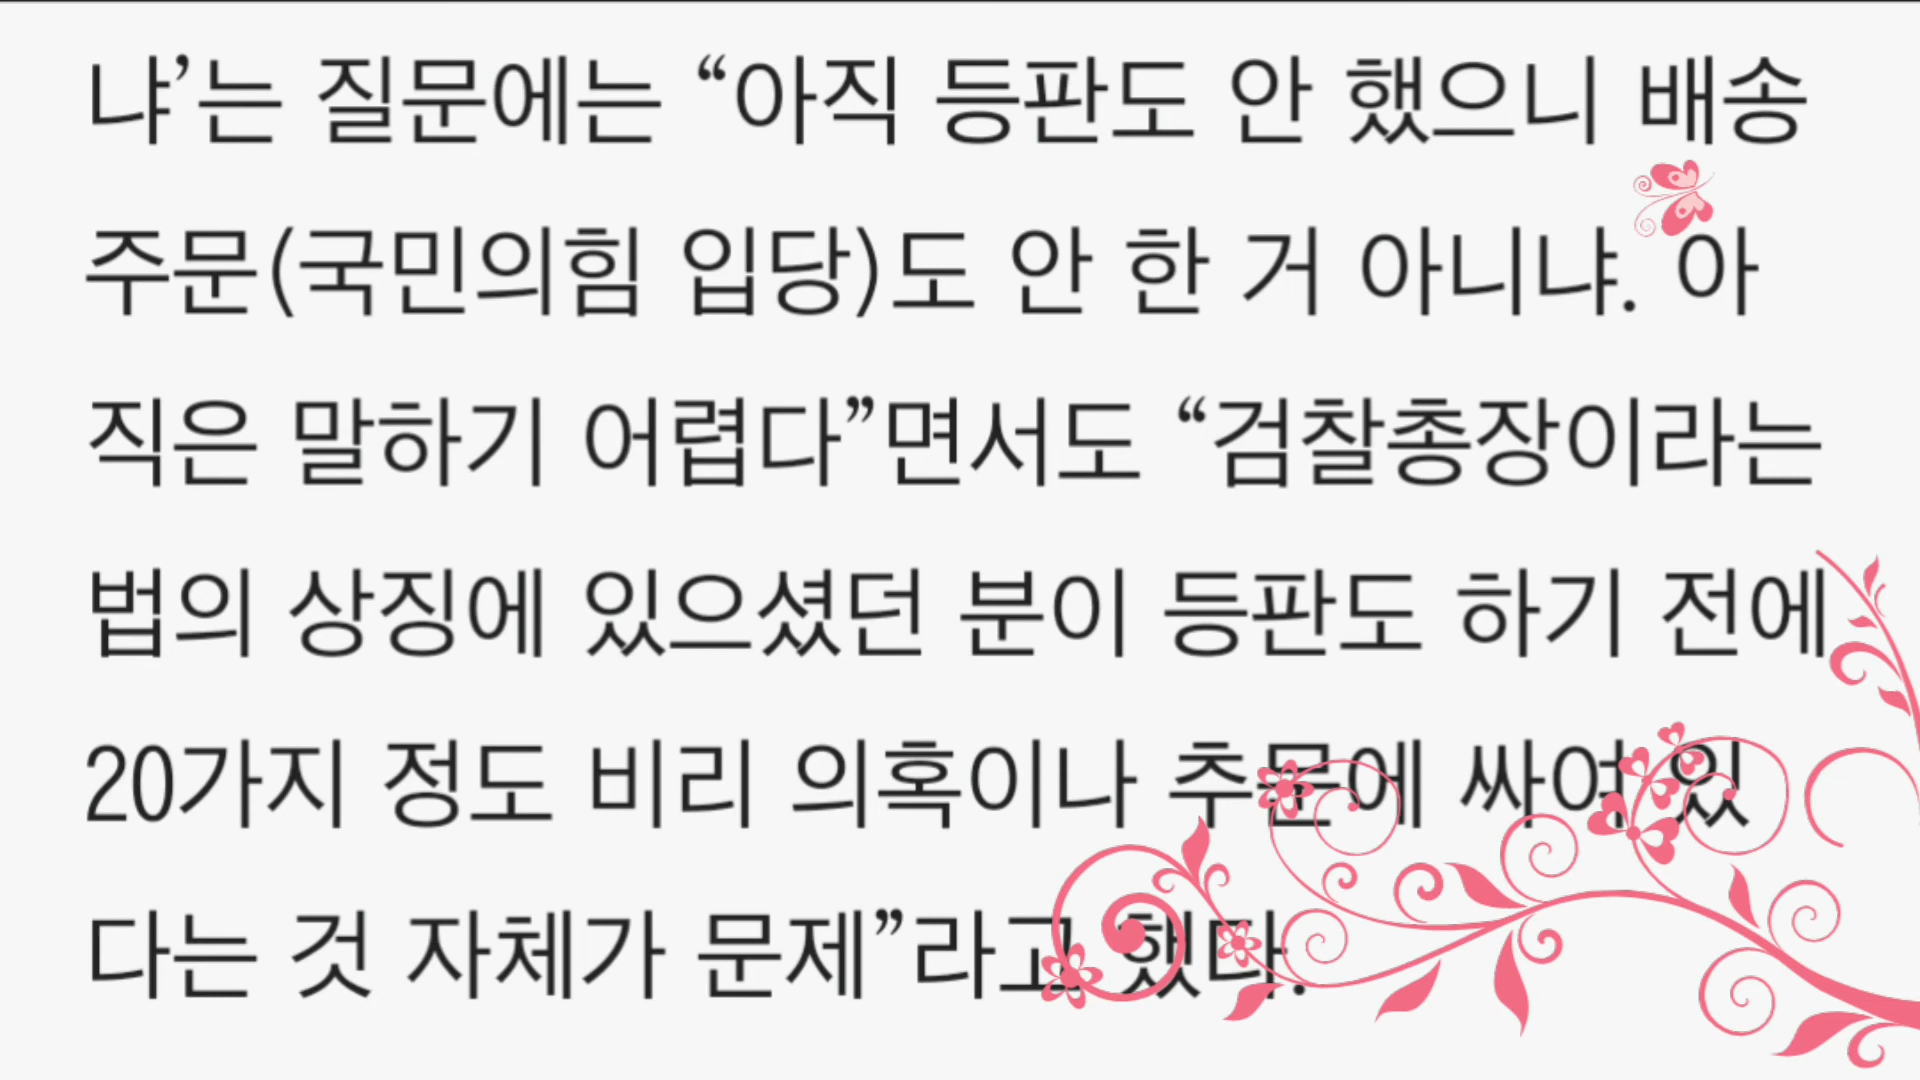 냐’는 질문에는 “아직 등판도 안 했으니 배송
주문(국민의힘 입당)도 안 한 거 아니냐. 아
직은 말하기 어렵다”면서도 “검찰총장이라는
법의 상징에 있으셨던 분이 등판도 하기 전에
20가지 정도 비리 의혹이나 추문에 싸여 있
다는 것 자체가 문제”라고 했다.